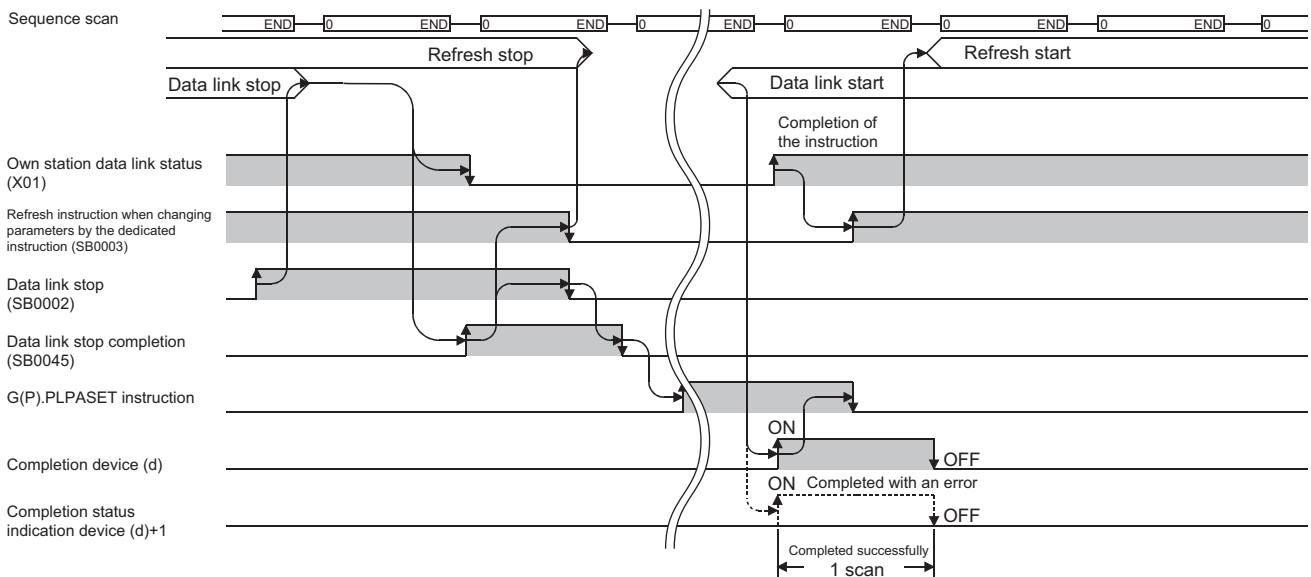 Sequence scan
END 0 END 0 END 0 END 0 END 0 END 0 END 0
Refresh stop
Refresh start
Data link stop
Data link start
Completion of
the instruction
Own station data link status
(X01)
Refresh instruction when changing
parameters by the dedicated
instruction (SB0003)
Data link stop
(SB0002)
Data link stop completion
(SB0045)
G(P).PLPASET instruction
ON
Completion device (d)
OFF
ON Completed with an error
Completion status
indication device (d)+1
OFF
Completed successfully
1 scan